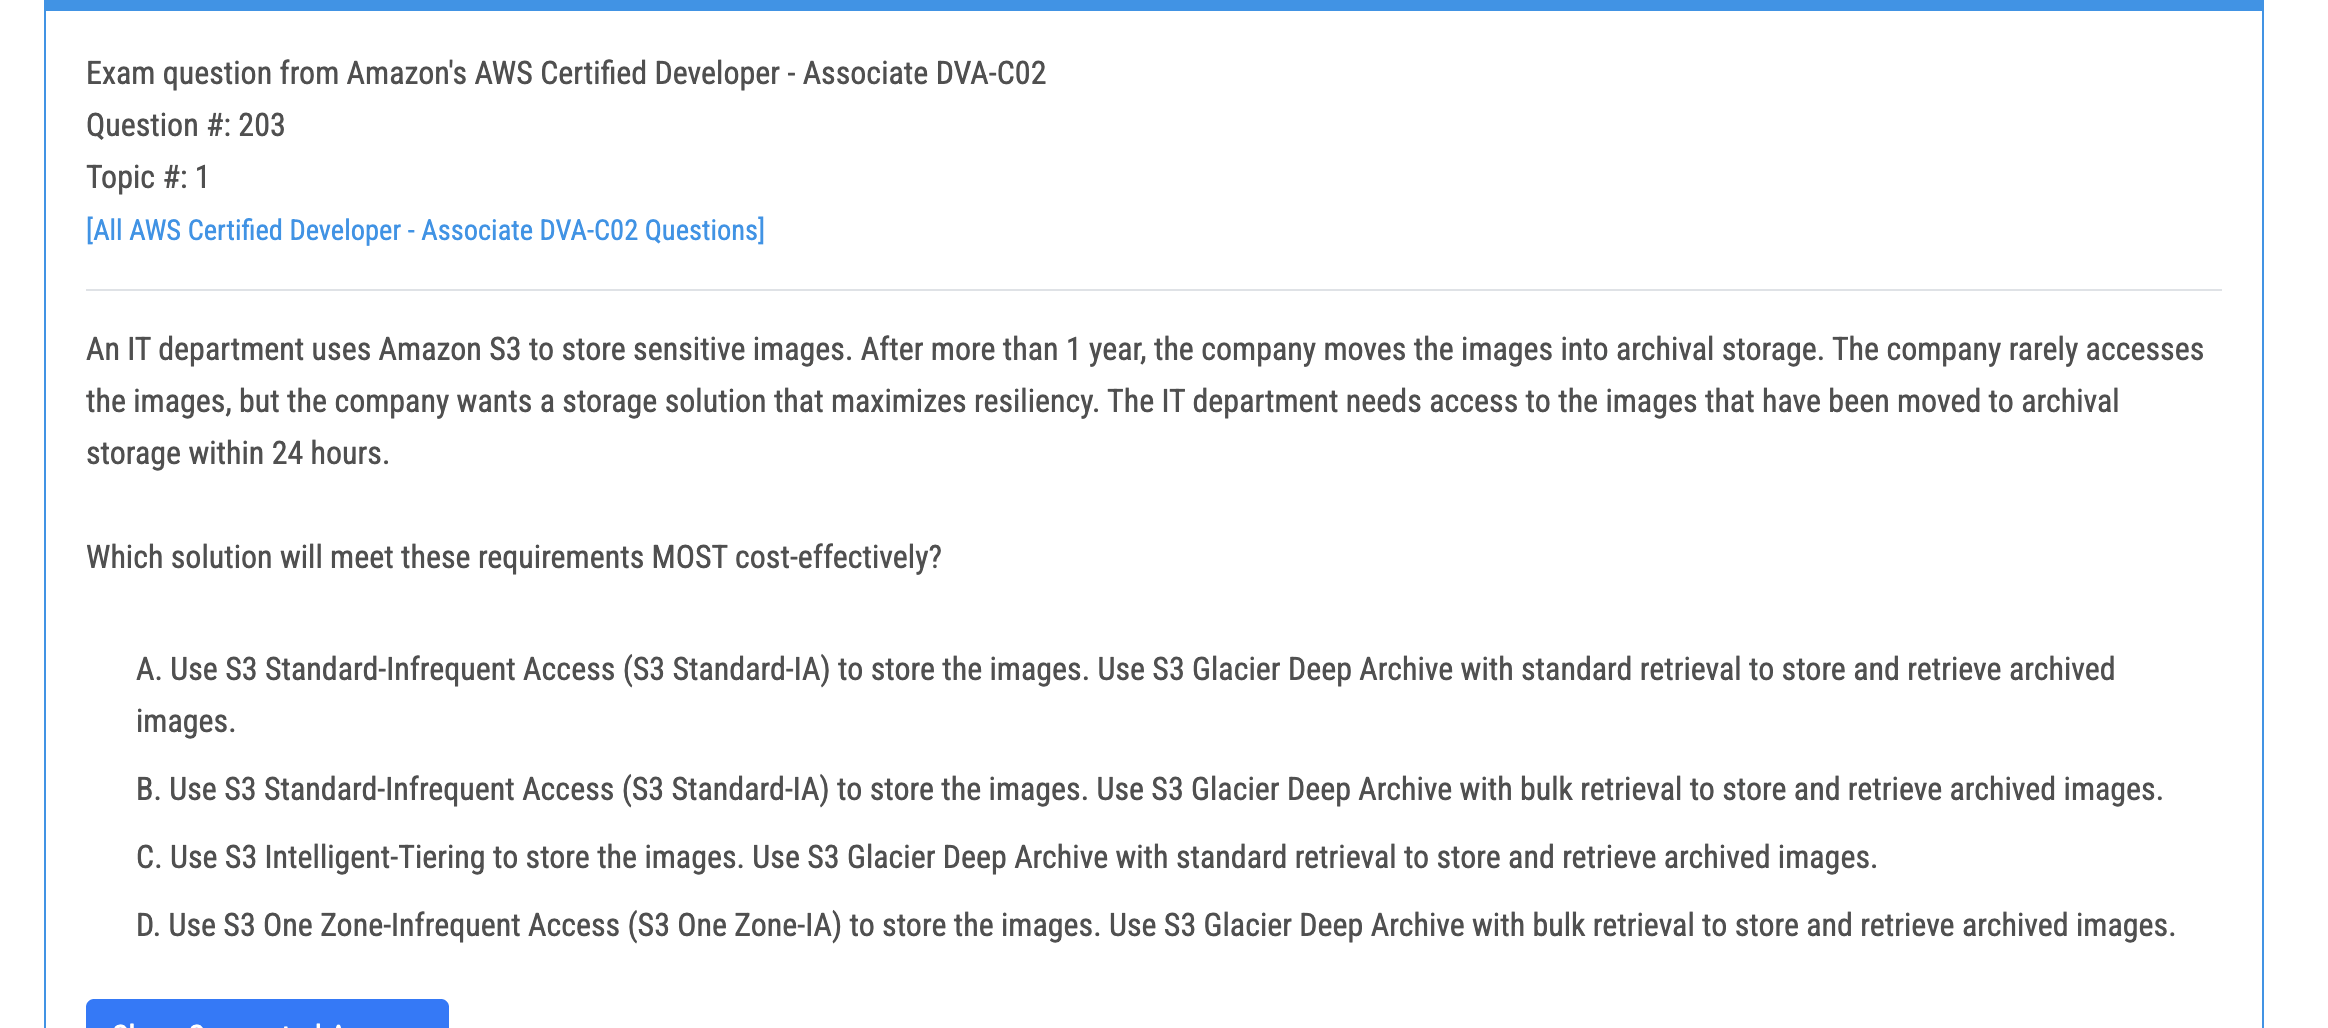 Exam question from Amazon's AWS Certified Developer - Associate DVA-C02
Question #: 203
Topic #: 1
[All AWS Certified Developer - Associate DVA-C02 Questions]
An IT department uses Amazon S3 to store sensitive images. After more than 1 year, the company moves the images into archival storage. The company rarely accesses
the images, but the company wants a storage solution that maximizes resiliency. The IT department needs access to the images that have been moved to archival
storage within 24 hours.
Which solution will meet these requirements MOST cost-effectively?
A. Use S3 Standard-Infrequent Access (S3 Standard-IA) to store the images. Use S3 Glacier Deep Archive with standard retrieval to store and retrieve archived
images.
B. Use S3 Standard-Infrequent Access (S3 Standard-IA) to store the images. Use S3 Glacier Deep Archive with bulk retrieval to store and retrieve archived images.
C. Use S3 Intelligent-Tiering to store the images. Use S3 Glacier Deep Archive with standard retrieval to store and retrieve archived images.
D. Use S3 One Zone-Infrequent Access (S3 One Zone-IA) to store the images. Use S3 Glacier Deep Archive with bulk retrieval to store and retrieve archived images.